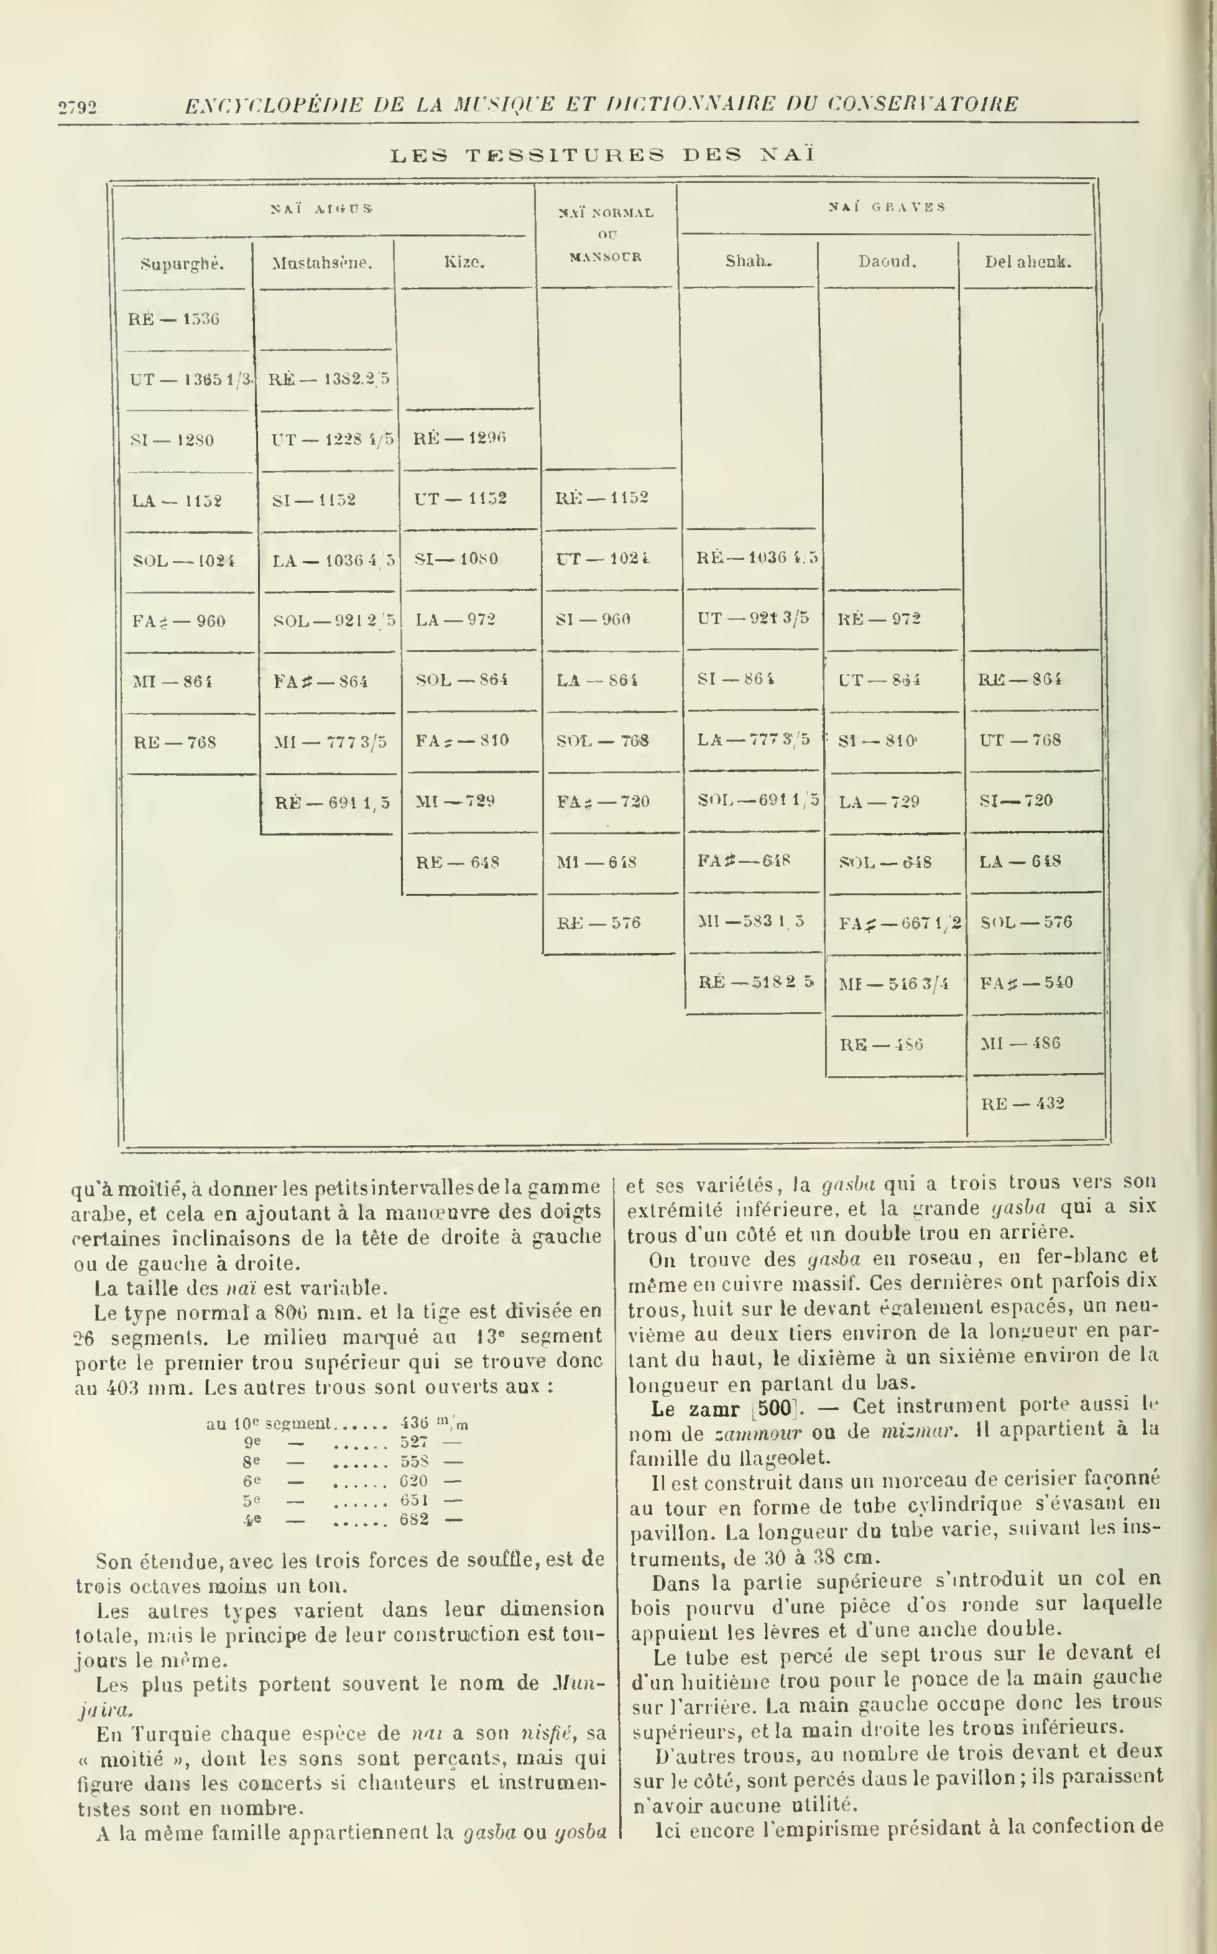 2792 ENCYCLOPÉDIE DE LA MUSIQUE ET DICTIONNAIRE DU CONSERVATOIRE
LES TESSITURES DES NAÏ
NAÏ AIGUS NAÏ NORMAL OU MANSOUR NAÏ GRAVES
Supurghé. Mustahsène. Kize. Shah. Daoud. Del ahenk.
RÉ — 1536
UT — 1365 1/3 RÉ — 1382.2/5
SI — 1280 UT — 1228 4/5 RÉ — 1296
LA — 1152 SI — 1152 UT — 1152 RÉ — 1152
SOL — 1024 LA — 1036 4/5 SI — 1080 UT — 1024 RÉ — 1036 4/5
FA♯ — 960 SOL — 921 2/5 LA — 972 SI — 960 UT — 921 3/5 RÉ — 972
MI — 864 FA♯ — 864 SOL — 864 LA — 864 SI — 864 UT — 864 RE — 864
RE — 768 MI — 777 3/5 FA♯ — 810 SOL — 768 LA — 777 3/5 SI — 810 UT — 768
RÉ — 691 1/5 MI — 729 FA♯ — 720 SOL — 691 1/5 LA — 729 SI — 720
RE — 648 MI — 648 FA♯ — 648 SOL — 648 LA — 648
RE — 576 MI — 583 1/5 FA♯ — 667 1/2 SOL — 576
RÉ — 518 2/5 MI — 546 3/4 FA♯ — 540
RE — 486 MI — 486
RE — 432
qu'à moitié, à donner les petits intervalles de la gamme
arabe, et cela en ajoutant à la manœuvre des doigts
certaines inclinaisons de la tête de droite à gauche
ou de gauche à droite.
La taille des naï est variable.
Le type normal a 806 mm. et la tige est divisée en
26 segments. Le milieu marqué au 13e segment
porte le premier trou supérieur qui se trouve donc
au 403 mm. Les autres trous sont ouverts aux :
au 10e segment...... 436 m/m
9e — ...... 527 —
8e — ...... 558 —
6e — ...... 620 —
5e — ...... 651 —
4e — ...... 682 —
Son étendue, avec les trois forces de souffle, est de
trois octaves moins un ton.
Les autres types varient dans leur dimension
totale, mais le principe de leur construction est tou-
jours le même.
Les plus petits portent souvent le nom de Mun-
jaira.
En Turquie chaque espèce de naï a son nisfié, sa
« moitié », dont les sons sont perçants, mais qui
figure dans les concerts si chanteurs et instrumen-
tistes sont en nombre.
A la même famille appartiennent la gasba ou gosba
et ses variétés, la gasba qui a trois trous vers son
extrémité inférieure, et la grande gasba qui a six
trous d'un côté et un double trou en arrière.
On trouve des gasba en roseau, en fer-blanc et
même en cuivre massif. Ces dernières ont parfois dix
trous, huit sur le devant également espacés, un neu-
vième au deux tiers environ de la longueur en par-
tant du haut, le dixième à un sixième environ de la
longueur en partant du bas.
Le zamr [500]. — Cet instrument porte aussi le
nom de zammour ou de mizmar. Il appartient à la
famille du flageolet.
Il est construit dans un morceau de cerisier façonné
au tour en forme de tube cylindrique s'évasant en
pavillon. La longueur du tube varie, suivant les ins-
truments, de 30 à 38 cm.
Dans la partie supérieure s'introduit un col en
bois pourvu d'une pièce d'os ronde sur laquelle
appuient les lèvres et d'une anche double.
Le tube est percé de sept trous sur le devant et
d'un huitième trou pour le pouce de la main gauche
sur l'arrière. La main gauche occupe donc les trous
supérieurs, et la main droite les trous inférieurs.
D'autres trous, au nombre de trois devant et deux
sur le côté, sont percés dans le pavillon ; ils paraissent
n'avoir aucune utilité.
Ici encore l'empirisme présidant à la confection de